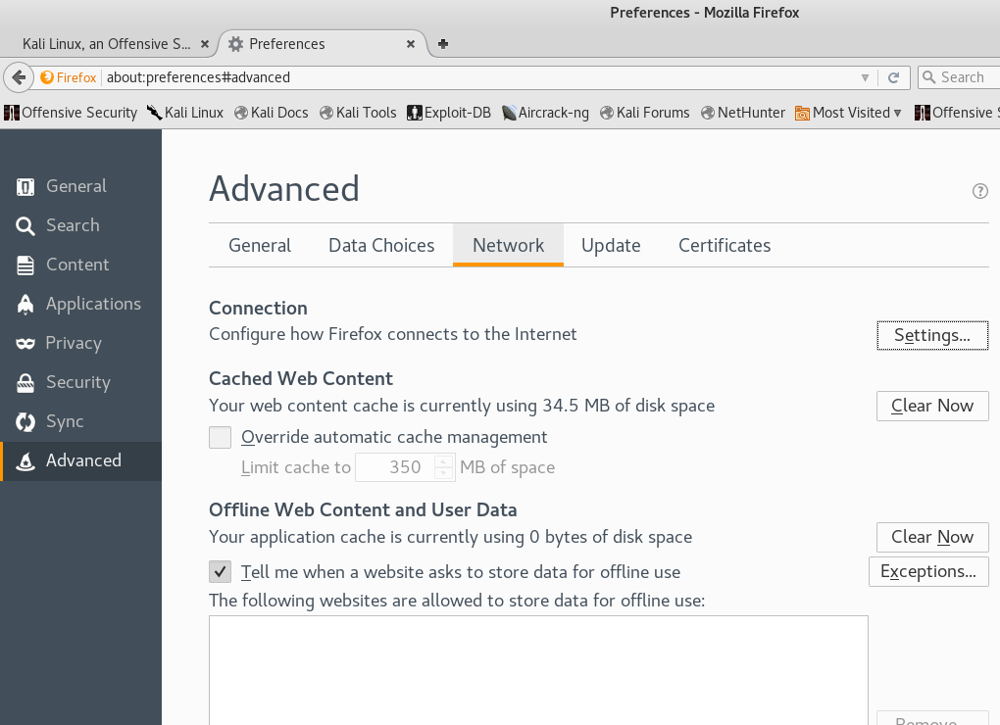 Preferences - Mozilla Firefox
Kali Linux, an Offensive S... Preferences
Firefox about:preferences#advanced Search
Offensive Security Kali Linux Kali Docs Kali Tools Exploit-DB Aircrack-ng Kali Forums NetHunter Most Visited Offensive S
General
Search
Content
Applications
Privacy
Security
Sync
Advanced
Advanced
General Data Choices Network Update Certificates
Connection
Configure how Firefox connects to the Internet Settings...
Cached Web Content
Your web content cache is currently using 34.5 MB of disk space Clear Now
Override automatic cache management
Limit cache to 350 MB of space
Offline Web Content and User Data
Your application cache is currently using 0 bytes of disk space Clear Now
Tell me when a website asks to store data for offline use Exceptions...
The following websites are allowed to store data for offline use:
Remove...